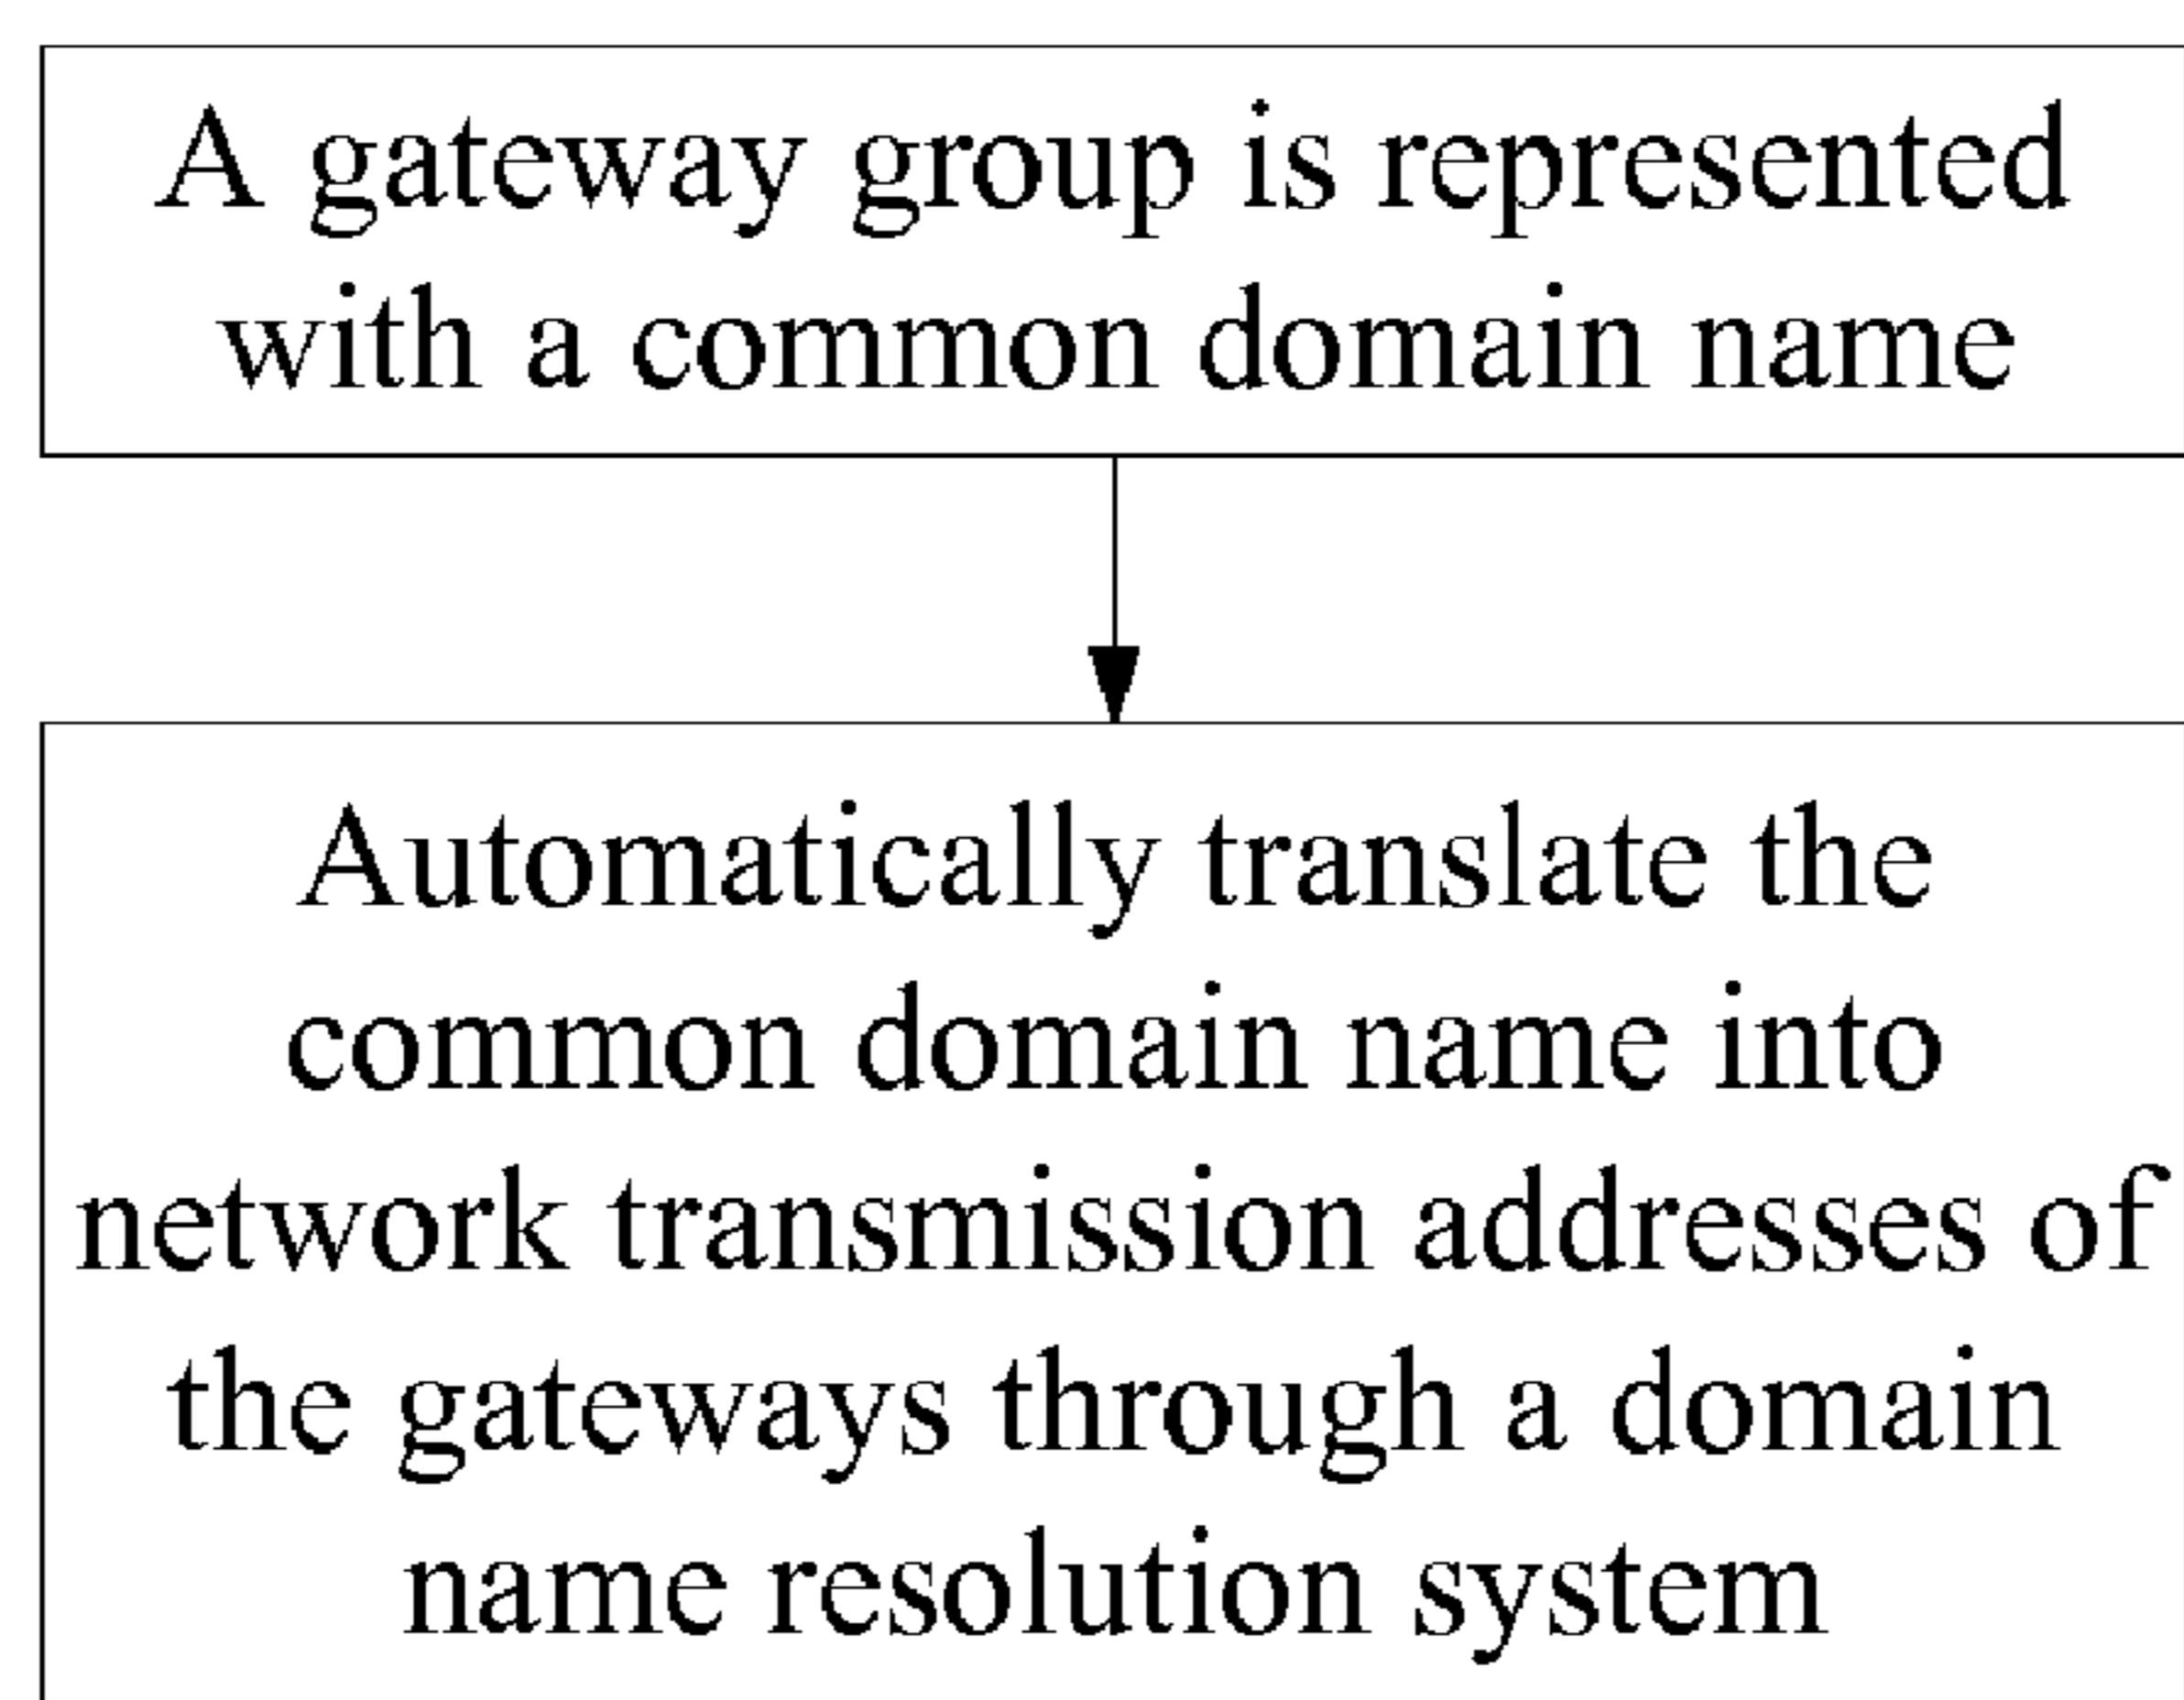 A gateway group is represented
with a common domain name
Automatically translate the
common domain name into
network transmission addresses of
the gateways through a domain
name resolution system